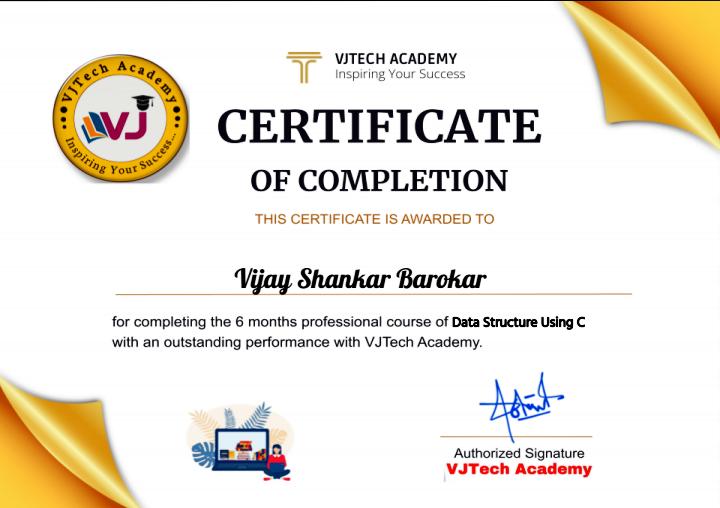 VJTech Academy
VJ
Inspiring Your Success...
VJTECH ACADEMY
Inspiring Your Success
CERTIFICATE
OF COMPLETION
THIS CERTIFICATE IS AWARDED TO
Vijay Shankar Barokar
for completing the 6 months professional course of Data Structure Using C
with an outstanding performance with VJTech Academy.
Authorized Signature
VJTech Academy